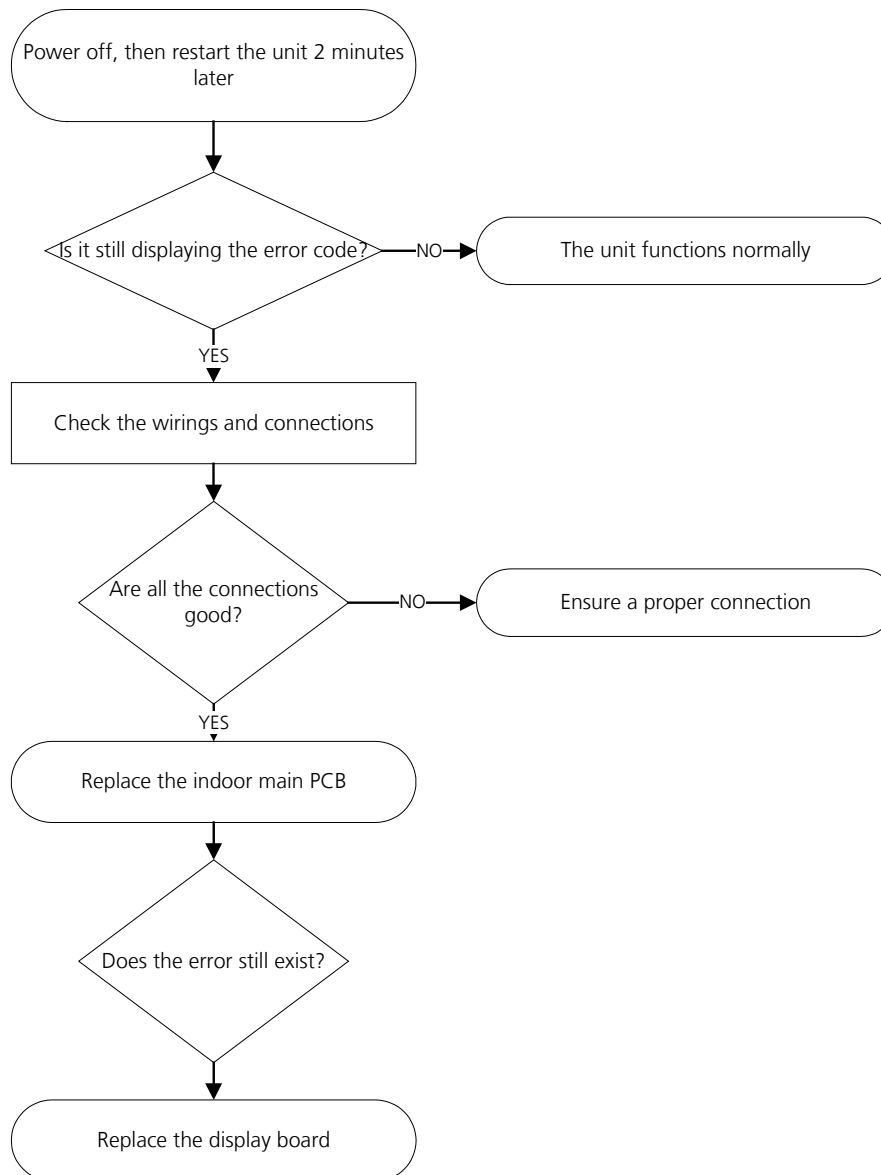 Power off, then restart the unit 2 minutes
later
Is it still displaying the error code?
NO
The unit functions normally
YES
Check the wirings and connections
Are all the connections
good?
NO
Ensure a proper connection
YES
Replace the indoor main PCB
Does the error still exist?
Replace the display board